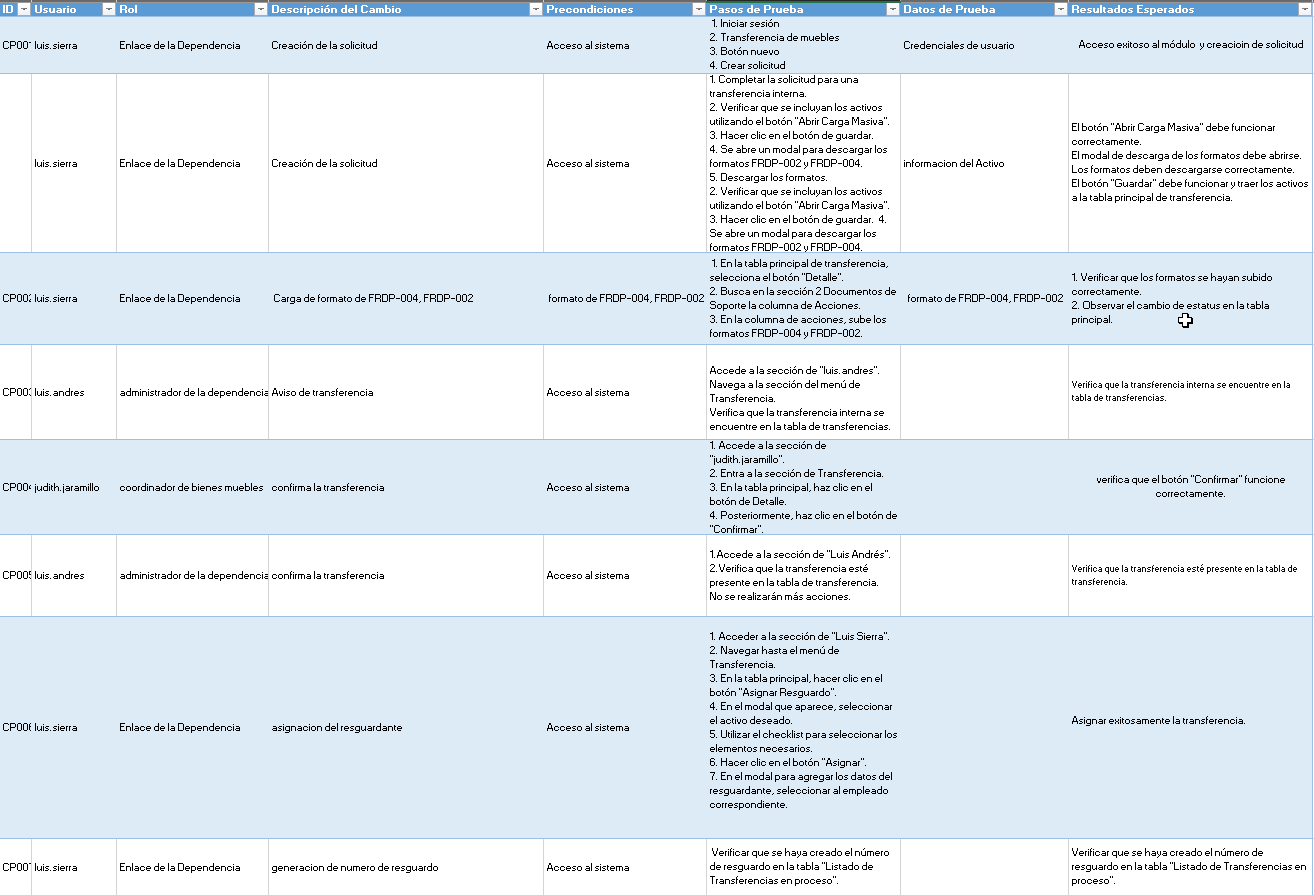 ID Usuario Rol Descripción del Cambio Precondiciones Pasos de Prueba Datos de Prueba Resultados Esperados
CP001 luis.sierra Enlace de la Dependencia Creación de la solicitud Acceso al sistema
1. Iniciar sesión
2. Transferencia de muebles
3. Botón nuevo
4. Crear solicitud
Credenciales de usuario
Acceso exitoso al módulo y creacioin de solicitud
luis.sierra Enlace de la Dependencia Creación de la solicitud Acceso al sistema
1. Completar la solicitud para una
transferencia interna.
2. Verificar que se incluyan los activos
utilizando el botón "Abrir Carga Masiva".
3. Hacer clic en el botón de guardar.
4. Se abre un modal para descargar los
formatos FRDP-002 y FRDP-004.
5. Descargar los formatos.
2. Verificar que se incluyan los activos
utilizando el botón "Abrir Carga Masiva".
3. Hacer clic en el botón de guardar. 4.
Se abre un modal para descargar los
formatos FRDP-002 y FRDP-004.
informacion del Activo
El botón "Abrir Carga Masiva" debe funcionar
correctamente.
El modal de descarga de los formatos debe abrirse.
Los formatos deben descargarse correctamente.
El botón "Guardar" debe funcionar y traer los activos
a la tabla principal de transferencia.
CP002 luis.sierra Enlace de la Dependencia Carga de formato de FRDP-004, FRDP-002 formato de FRDP-004, FRDP-002
1. En la tabla principal de transferencia,
selecciona el botón "Detalle".
2. Busca en la sección 2 Documentos de
Soporte la columna de Acciones.
3. En la columna de acciones, sube los
formatos FRDP-004 y FRDP-002.
formato de FRDP-004, FRDP-002
1. Verificar que los formatos se hayan subido
correctamente.
2. Observar el cambio de estatus en la tabla
principal.
CP003 luis.andres administrador de la dependencia Aviso de transferencia Acceso al sistema
Accede a la sección de "luis.andres".
Navega a la sección del menú de
Transferencia.
Verifica que la transferencia interna se
encuentre en la tabla de transferencias.
Verifica que la transferencia interna se encuentre en la
tabla de transferencias.
CP004 judith.jaramillo coordinador de bienes muebles confirma la transferencia Acceso al sistema
1. Accede a la sección de
"judith.jaramillo".
2. Entra a la sección de Transferencia.
3. En la tabla principal, haz clic en el
botón de Detalle.
4. Posteriormente, haz clic en el botón de
"Confirmar".
verifica que el botón "Confirmar" funcione
correctamente.
CP005 luis.andres administrador de la dependencia confirma la transferencia Acceso al sistema
1.Accede a la sección de "Luis Andrés".
2.Verifica que la transferencia esté
presente en la tabla de transferencia.
No se realizarán más acciones.
Verifica que la transferencia esté presente en la tabla de
transferencia.
CP006 luis.sierra Enlace de la Dependencia asignacion del resguardante Acceso al sistema
1. Acceder a la sección de "Luis Sierra".
2. Navegar hasta el menú de
Transferencia.
3. En la tabla principal, hacer clic en el
botón "Asignar Resguardo".
4. En el modal que aparece, seleccionar
el activo deseado.
5. Utilizar el checklist para seleccionar los
elementos necesarios.
6. Hacer clic en el botón "Asignar".
7. En el modal para agregar los datos del
resguardante, seleccionar al empleado
correspondiente.
Asignar exitosamente la transferencia.
CP007 luis.sierra Enlace de la Dependencia generacion de numero de resguardo Acceso al sistema
Verificar que se haya creado el número
de resguardo en la tabla "Listado de
Transferencias en proceso".
Verificar que se haya creado el número de
resguardo en la tabla "Listado de Transferencias en
proceso".